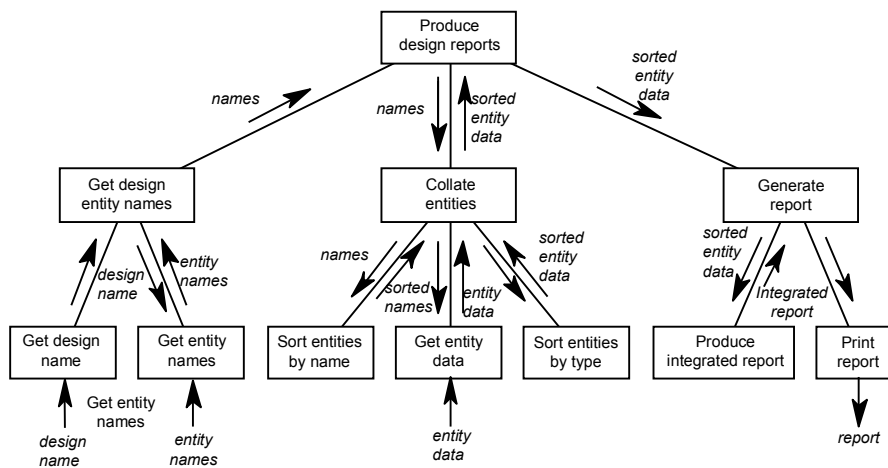 Produce
design reports
names
names
sorted
entity
data
sorted
entity
data
Get design
entity names
Collate
entities
Generate
report
design
name
entity
names
names
sorted
names
entity
data
sorted
entity
data
sorted
entity
data
Integrated
report
Get design
name
Get entity
names
Sort entities
by name
Get entity
data
Sort entities
by type
Produce
integrated report
Print
report
Get entity
names
design
name
entity
names
entity
data
report